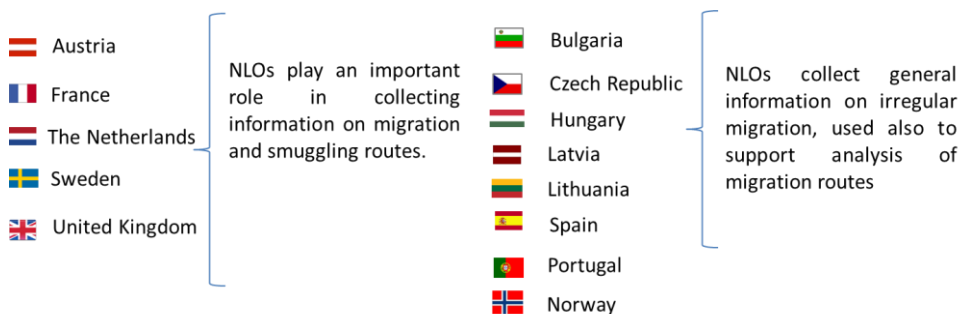 Austria
France
The Netherlands
Sweden
United Kingdom
NLOs play an important
role in collecting
information on migration
and smuggling routes.
Bulgaria
Czech Republic
Hungary
Latvia
Lithuania
Spain
Portugal
Norway
NLOs collect general
information on irregular
migration, used also to
support analysis of
migration routes